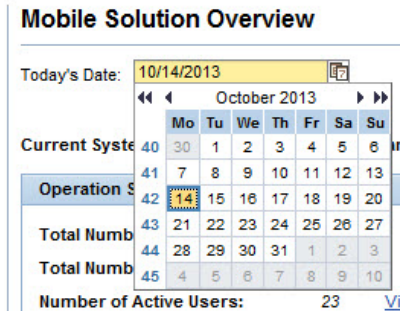 Mobile Solution Overview
Today's Date: 10/14/2013
October 2013
Mo Tu We Th Fr Sa Su
40 30 1 2 3 4 5 6
41 7 8 9 10 11 12 13
42 14 15 16 17 18 19 20
43 21 22 23 24 25 26 27
44 28 29 30 31 1 2 3
45 4 5 6 7 8 9 10
Current Syste
Operation S
Total Numb
Total Numb
Number of Active Users: 23 Vi